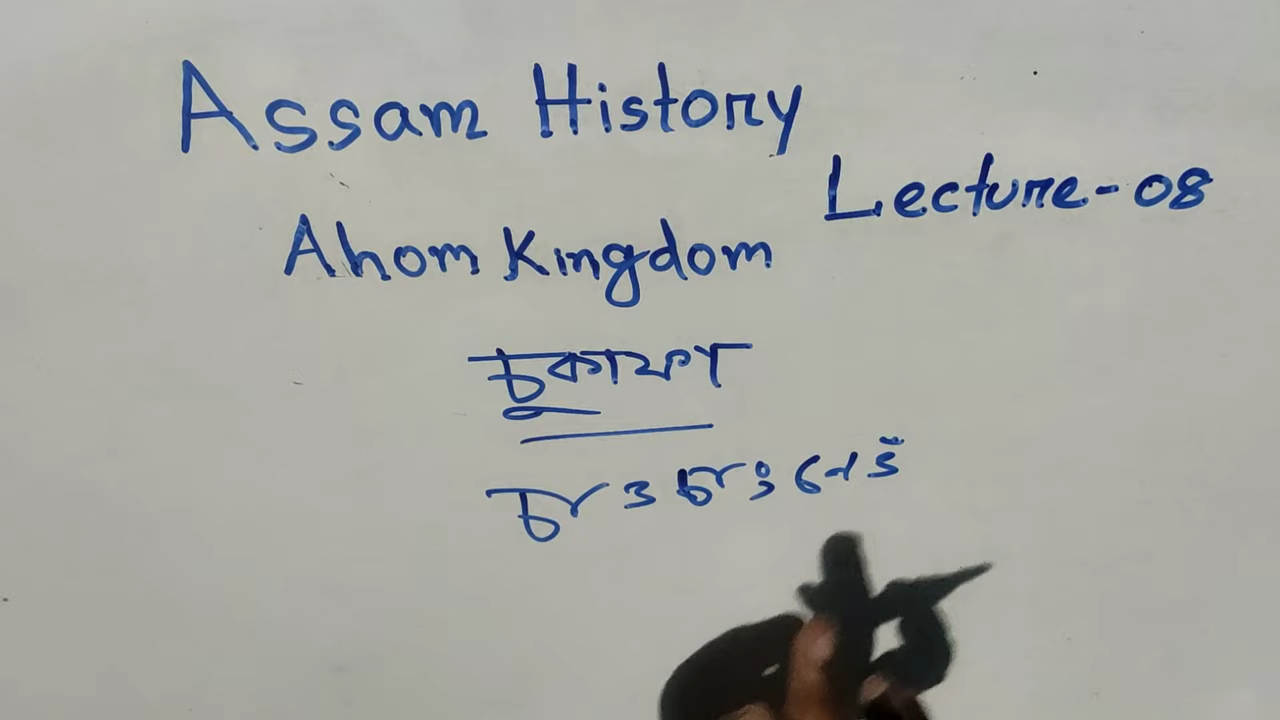 Assam History
Lecture-08
Ahom Kingdom
চুকাফা